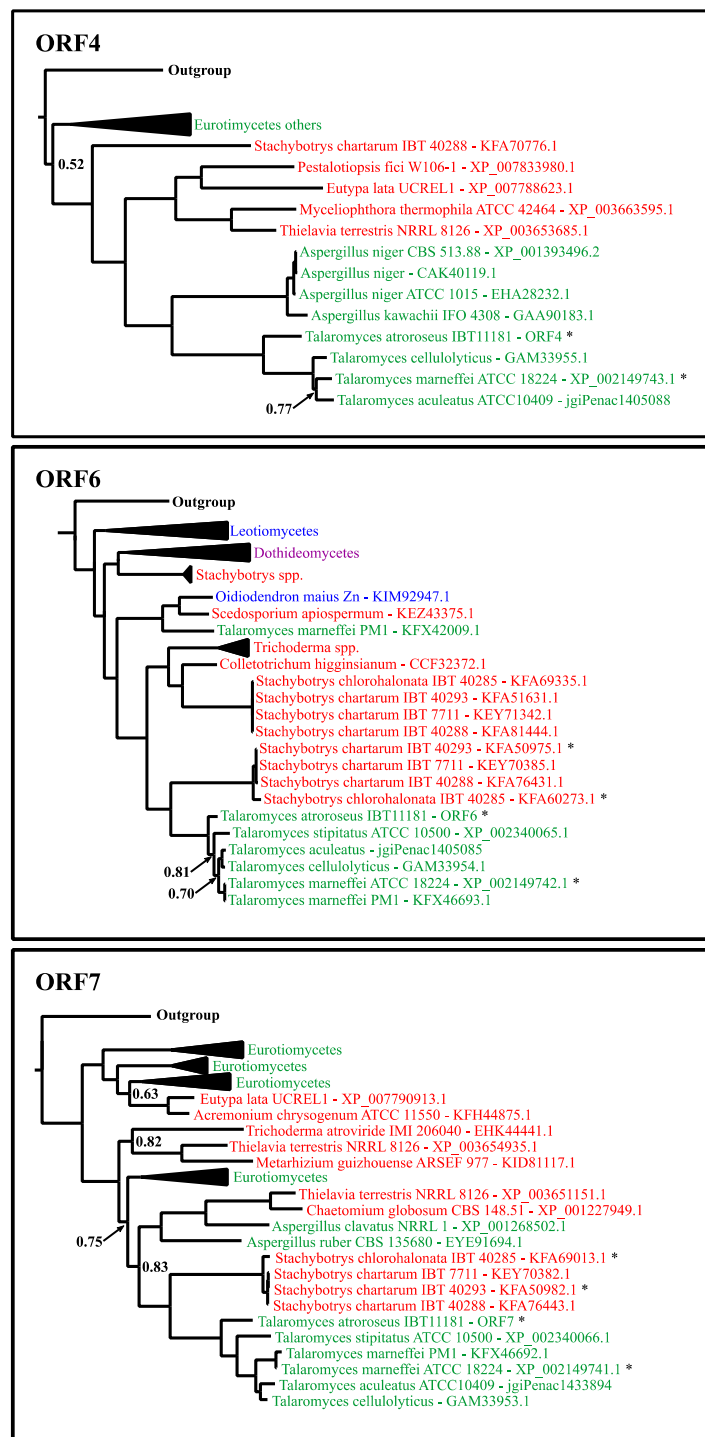 ORF4
Outgroup
Eurotimycetes others
Stachybotrys chartarum IBT 40288 - KFA70776.1
0.52
Pestalotiopsis fici W106-1 - XP_007833980.1
Eutypa lata UCREL1 - XP_007788623.1
Myceliophthora thermophila ATCC 42464 - XP_003663595.1
Thielavia terrestris NRRL 8126 - XP_003653685.1
Aspergillus niger CBS 513.88 - XP_001393496.2
Aspergillus niger - CAK40119.1
Aspergillus niger ATCC 1015 - EHA28232.1
Aspergillus kawachii IFO 4308 - GAA90183.1
Talaromyces atroroseus IBT11181 - ORF4 *
Talaromyces cellulolyticus - GAM33955.1
Talaromyces marneffei ATCC 18224 - XP_002149743.1 *
Talaromyces aculeatus ATCC10409 - jgiPenac1405088
0.77
ORF6
Outgroup
Leotiomycetes
Dothideomycetes
Stachybotrys spp.
Oidiodendron maius Zn - KIM92947.1
Scedosporium apiospermum - KEZ43375.1
Talaromyces marneffei PM1 - KFX42009.1
Trichoderma spp.
Colletotrichum higginsianum - CCF32372.1
Stachybotrys chlorohalonata IBT 40285 - KFA69335.1
Stachybotrys chartarum IBT 40293 - KFA51631.1
Stachybotrys chartarum IBT 7711 - KEY71342.1
Stachybotrys chartarum IBT 40288 - KFA81444.1
Stachybotrys chartarum IBT 40293 - KFA50975.1 *
Stachybotrys chartarum IBT 7711 - KEY70385.1
Stachybotrys chartarum IBT 40288 - KFA76431.1
Stachybotrys chlorohalonata IBT 40285 - KFA60273.1 *
Talaromyces atroroseus IBT11181 - ORF6 *
Talaromyces stipitatus ATCC 10500 - XP_002340065.1
Talaromyces aculeatus - jgiPenac1405085
0.81
Talaromyces cellulolyticus - GAM33954.1
Talaromyces marneffei ATCC 18224 - XP_002149742.1 *
0.70
Talaromyces marneffei PM1 - KFX46693.1
ORF7
Outgroup
Eurotiomycetes
Eurotiomycetes
Eurotiomycetes
0.63
Eutypa lata UCREL1 - XP_007790913.1
Acremonium chrysogenum ATCC 11550 - KFH44875.1
Trichoderma atroviride IMI 206040 - EHK44441.1
0.82
Thielavia terrestris NRRL 8126 - XP_003654935.1
Metarhizium guizhouense ARSEF 977 - KID81117.1
Eurotiomycetes
Thielavia terrestris NRRL 8126 - XP_003651151.1
Chaetomium globosum CBS 148.51 - XP_001227949.1
Aspergillus clavatus NRRL 1 - XP_001268502.1
0.75
Aspergillus ruber CBS 135680 - EYE91694.1
Stachybotrys chlorohalonata IBT 40285 - KFA69013.1 *
0.83
Stachybotrys chartarum IBT 7711 - KEY70382.1
Stachybotrys chartarum IBT 40293 - KFA50982.1 *
Stachybotrys chartarum IBT 40288 - KFA76443.1
Talaromyces atroroseus IBT11181 - ORF7 *
Talaromyces stipitatus ATCC 10500 - XP_002340066.1
Talaromyces marneffei PM1 - KFX46692.1
Talaromyces marneffei ATCC 18224 - XP_002149741.1 *
Talaromyces aculeatus ATCC10409 - jgiPenac1433894
Talaromyces cellulolyticus - GAM33953.1